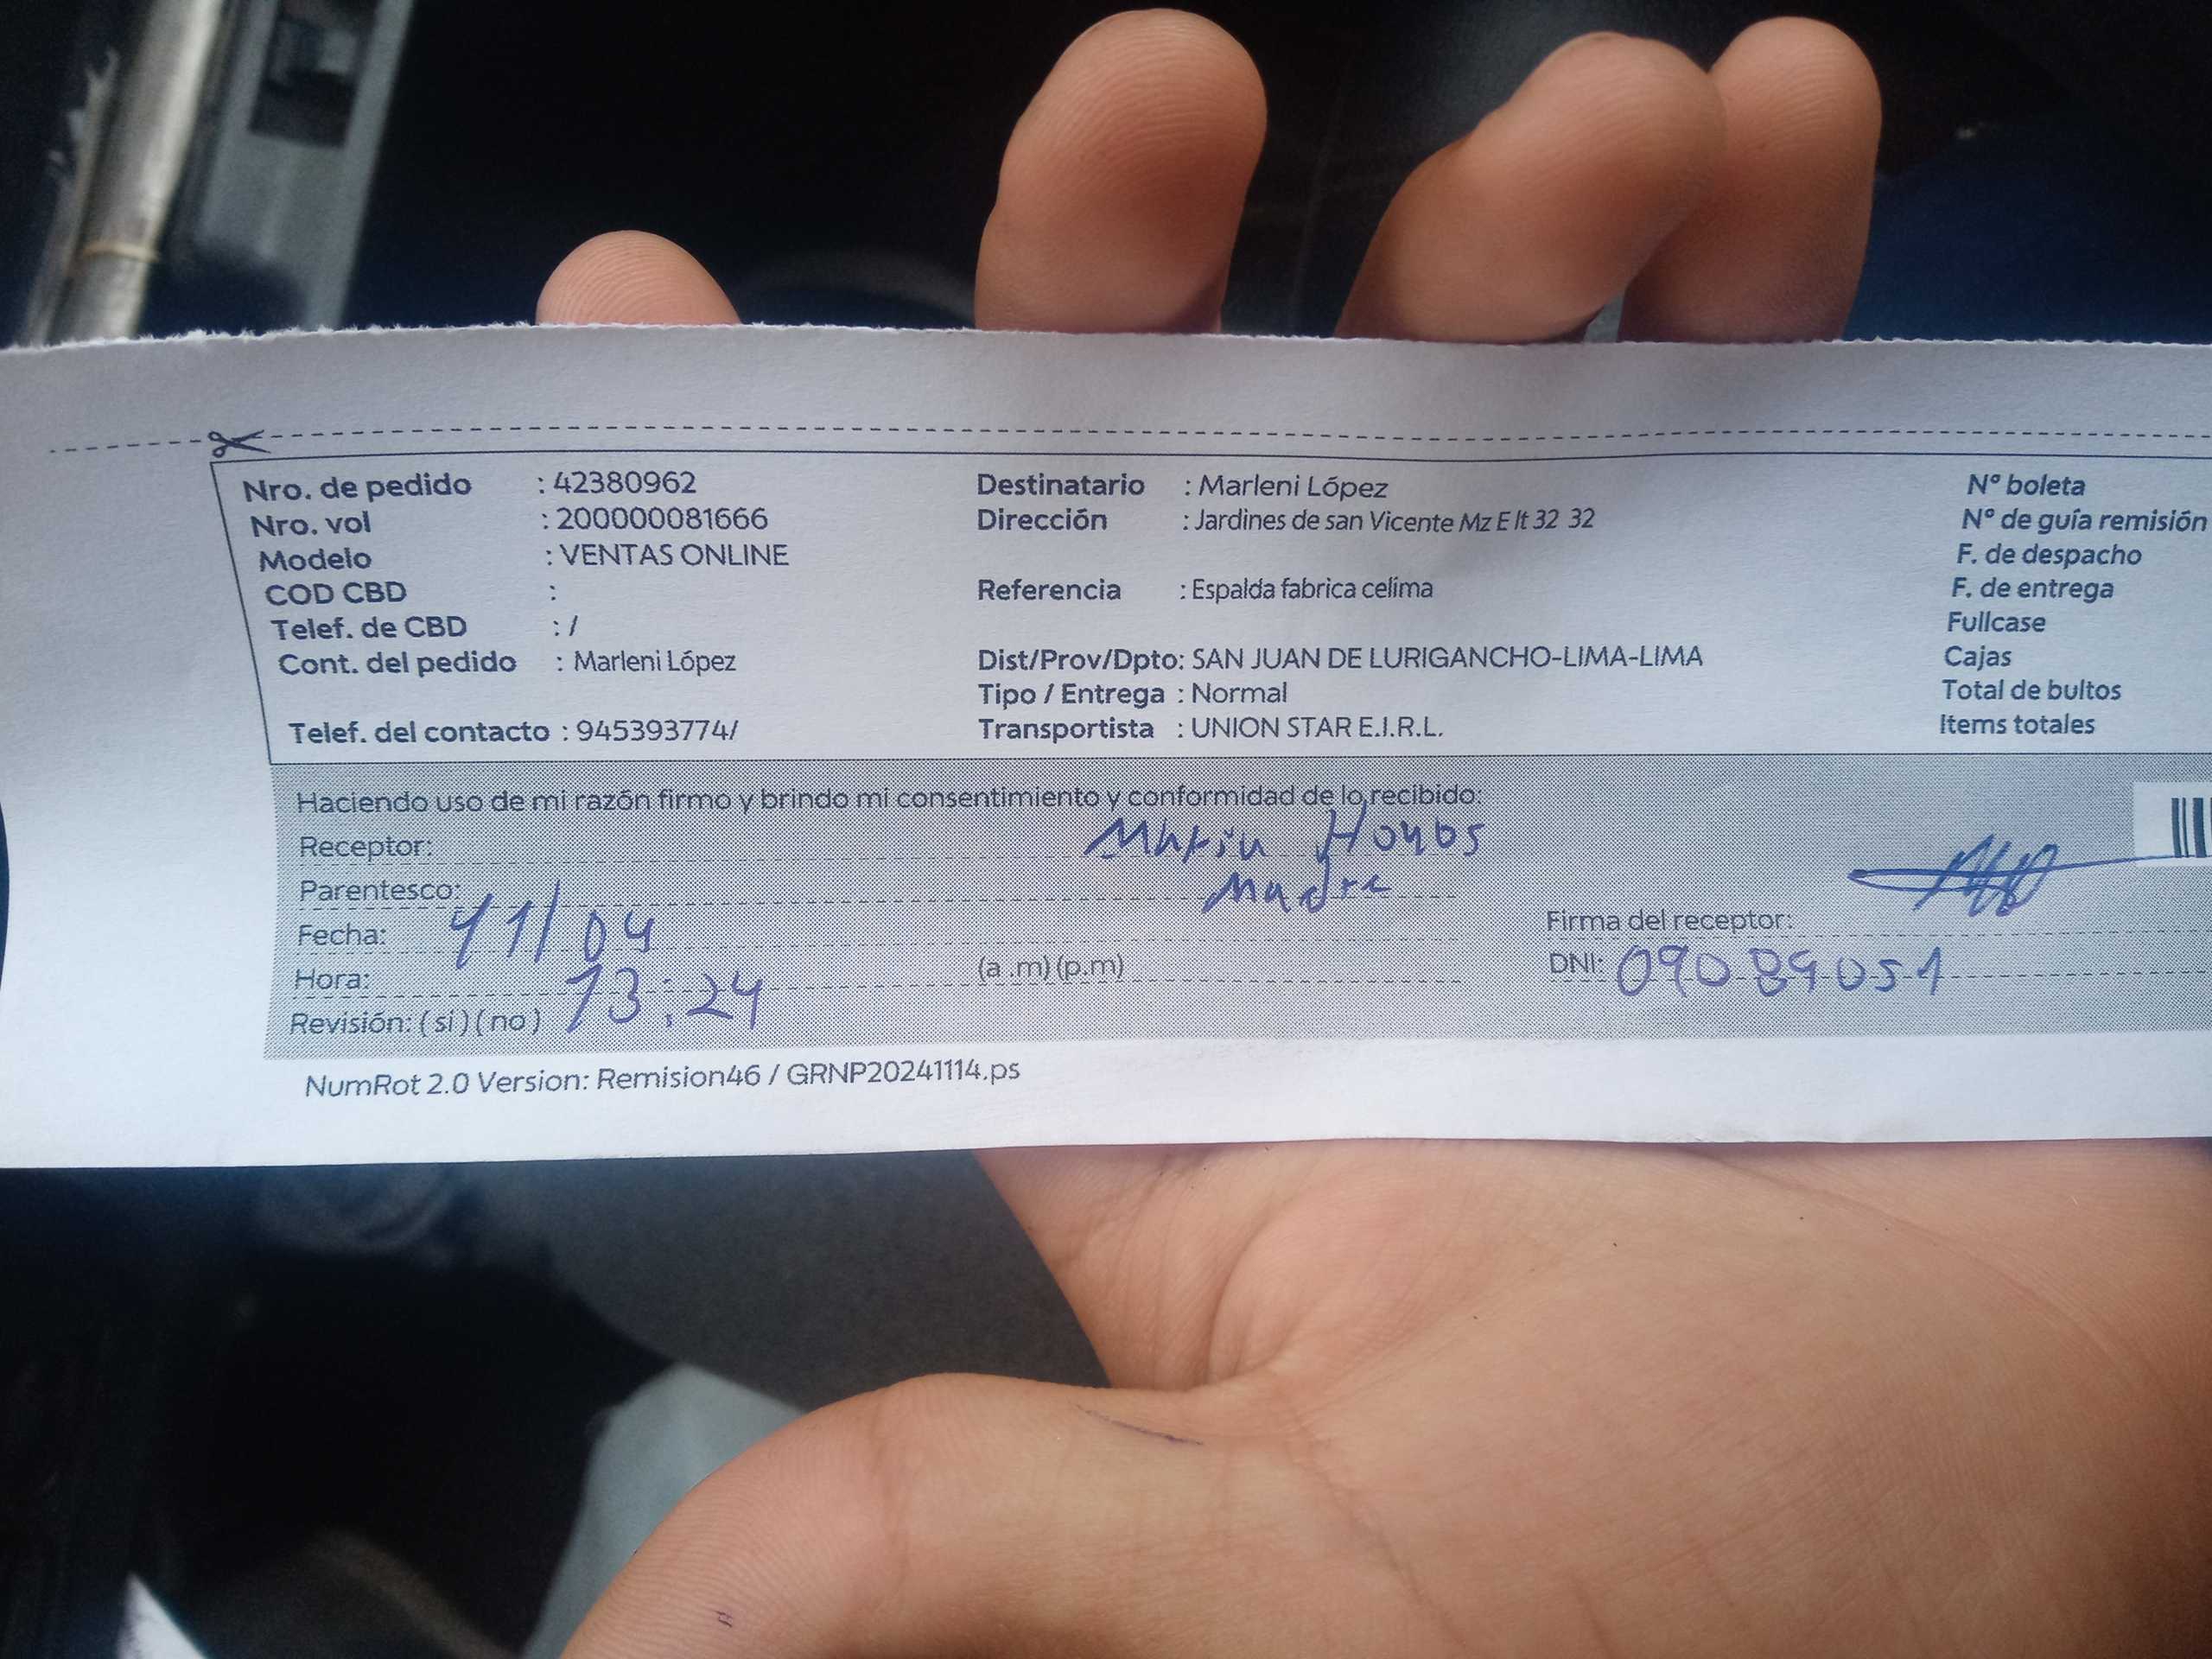 Nro. de pedido : 42380962
Nro. vol : 200000081666
Modelo : VENTAS ONLINE
COD CBD :
Telef. de CBD : /
Cont. del pedido : Marleni López
Telef. del contacto : 945393774/
Destinatario : Marleni López
Dirección : Jardines de san Vicente Mz E lt 32 32
Referencia : Espalda fabrica celima
Dist/Prov/Dpto: SAN JUAN DE LURIGANCHO-LIMA-LIMA
Tipo / Entrega : Normal
Transportista : UNION STAR E.I.R.L.
N° boleta
N° de guía remisión
F. de despacho
F. de entrega
Fullcase
Cajas
Total de bultos
Items totales
Haciendo uso de mi razón firmo y brindo mi consentimiento y conformidad de lo recibido:
Receptor: Maria
Parentesco: Madre
Fecha: 11/04
Hora: 13:24 (a .m) (p.m)
Revisión: ( si ) ( no )
Firma del receptor:
DNI: 09089051
NumRot 2.0 Version: Remision46 / GRNP20241114.ps